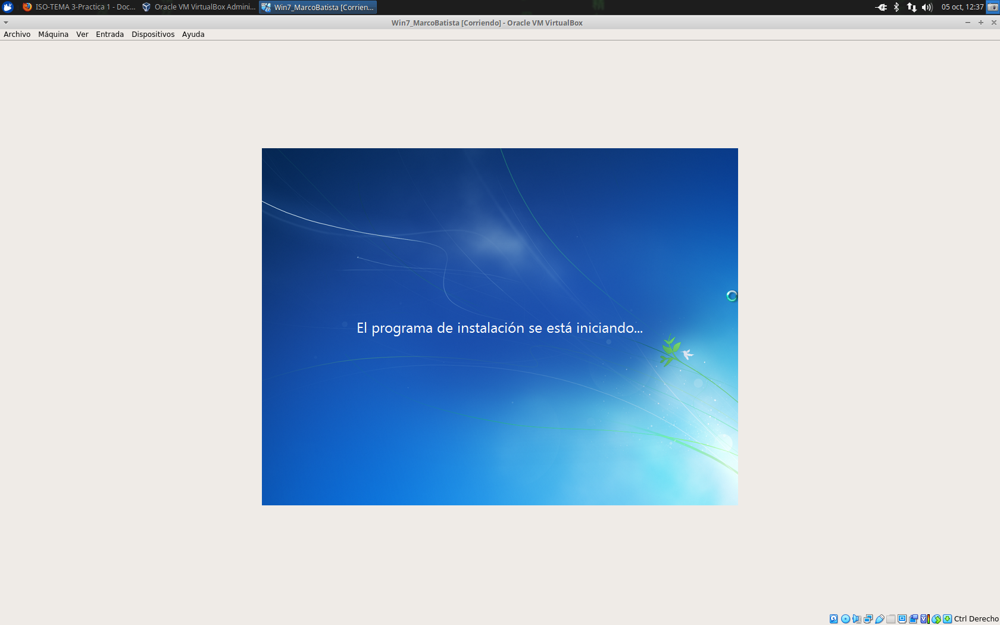 ISO-TEMA 3-Practica 1 - Doc...
Oracle VM VirtualBox Admini...
Win7_MarcoBatista [Corrien...
05 oct, 12:37
Win7_MarcoBatista [Corriendo] - Oracle VM VirtualBox
Archivo Máquina Ver Entrada Dispositivos Ayuda
El programa de instalación se está iniciando...
Ctrl Derecho